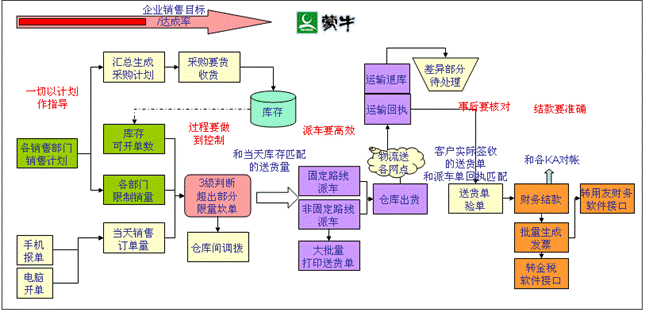 企业销售目标
/达成率
蒙牛
汇总生成
采购计划
采购要货
收货
库存
一切以计划
作指导
各销售部门
销售计划
库存
可开单数
过程要做
到控制
各部门
限制销量
3级判断
超出部分
限量坎单
当天销售
订单量
仓库间调拨
手机
报单
电脑
开单
和当天库存匹配
的送货量
派车要高效
固定路线
派车
非固定路线
派车
大批量
打印送货单
运输退库
运输回执
物流送
各网点
仓库出货
差异部分
待处理
事后要核对
客户实际签收
的送货单
和派车单回执匹配
送货单
验单
结款要准确
和各KA对帐
财务结款
转用友财务
软件接口
批量生成
发票
转金税
软件接口